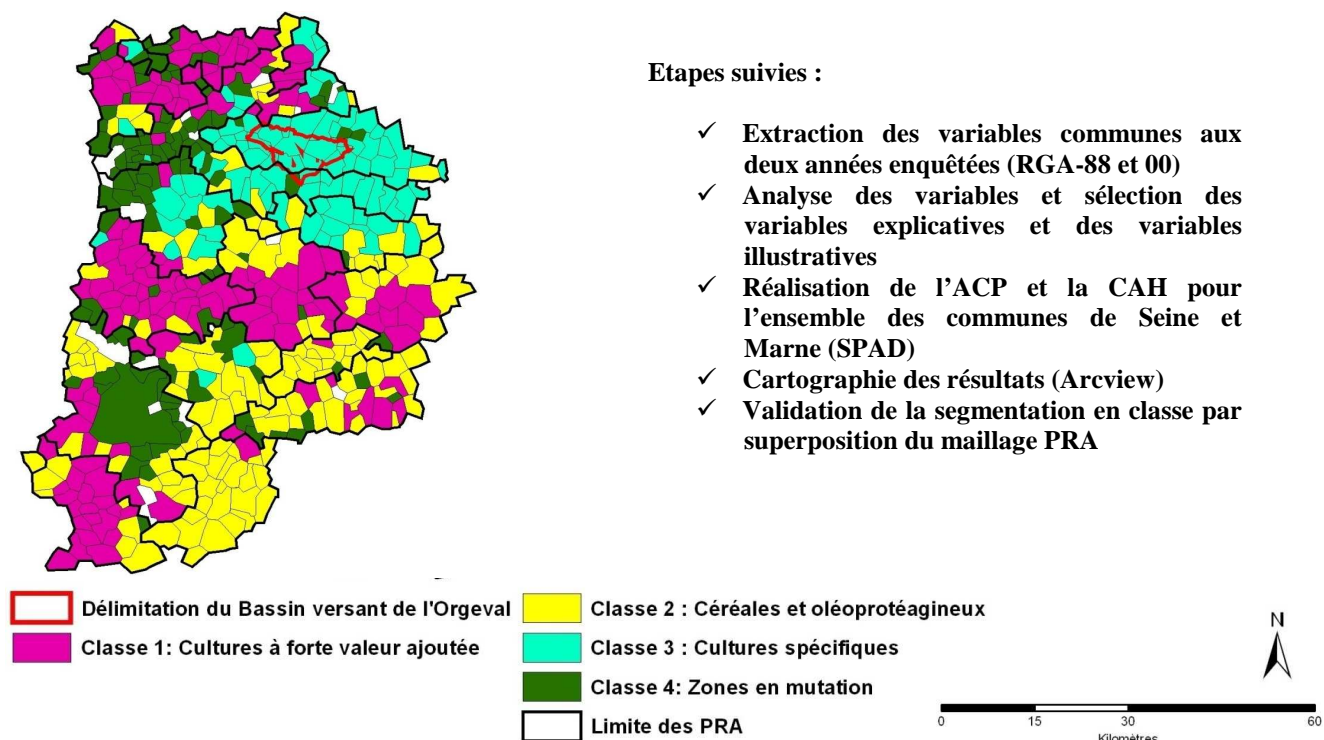 Etapes suivies :
✓ Extraction des variables communes aux
deux années enquêtées (RGA-88 et 00)
✓ Analyse des variables et sélection des
variables explicatives et des variables
illustratives
✓ Réalisation de l'ACP et la CAH pour
l'ensemble des communes de Seine et
Marne (SPAD)
✓ Cartographie des résultats (Arcview)
✓ Validation de la segmentation en classe par
superposition du maillage PRA
Délimitation du Bassin versant de l'Orgeval
Classe 1: Cultures à forte valeur ajoutée
Classe 2 : Céréales et oléoprotéagineux
Classe 3 : Cultures spécifiques
Classe 4: Zones en mutation
Limite des PRA
N
0 15 30 60
Kilomètres